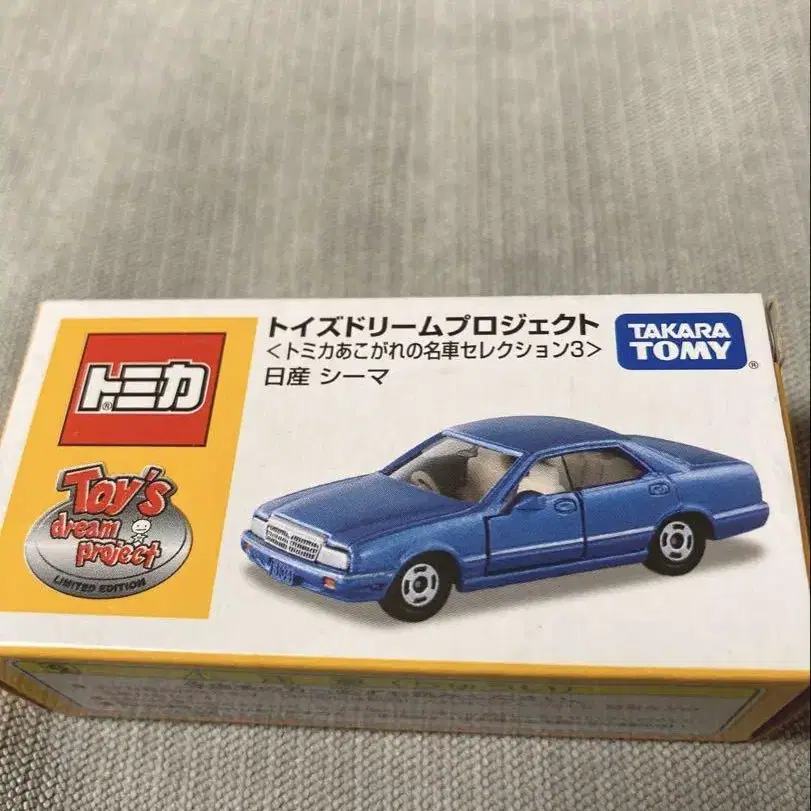 トミカ
®
Toy's
dream
project
LIMITED EDITION
トイズドリームプロジェクト
<トミカあこがれの名車セレクション3>
日産 シーマ
TAKARA
TOMY
®